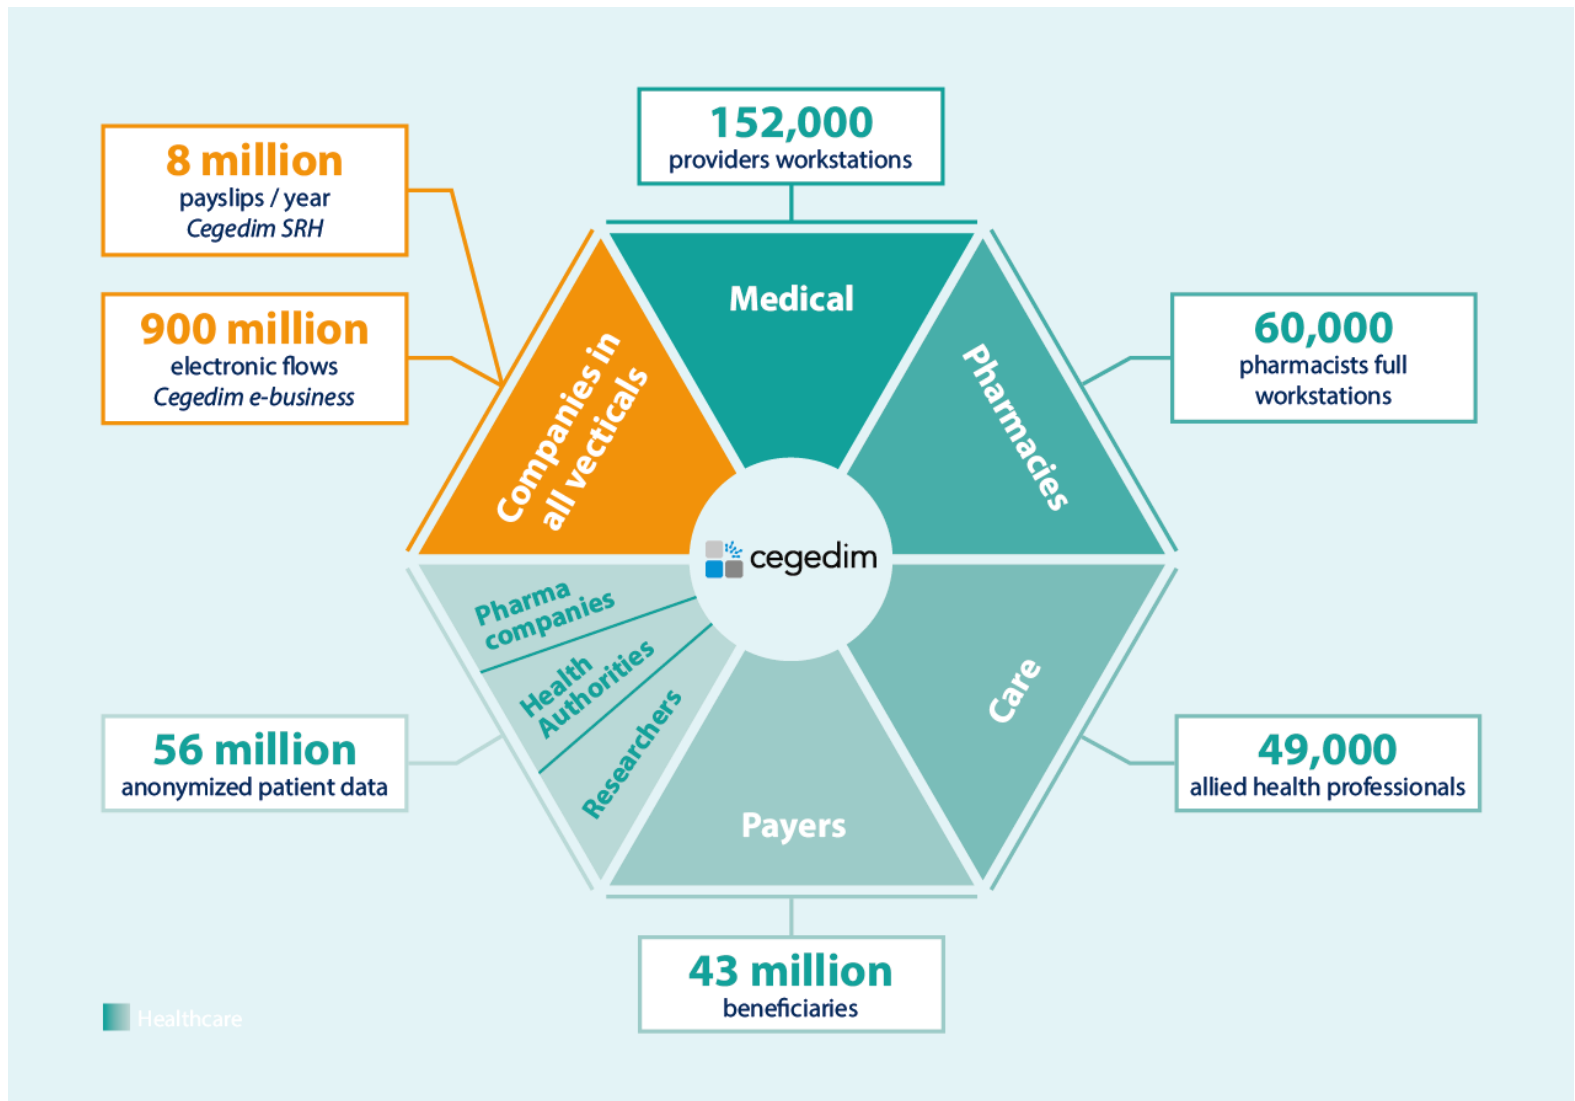 152,000
providers workstations
8 million
payslips / year
Cegedim SRH
900 million
electronic flows
Cegedim e-business
60,000
pharmacists full
workstations
Medical
Pharmacies
Companies in
all vecticals
cegedim
Pharma
companies
Health
Authorities
Researchers
Care
Payers
56 million
anonymized patient data
49,000
allied health professionals
43 million
beneficiaries
Healthcare